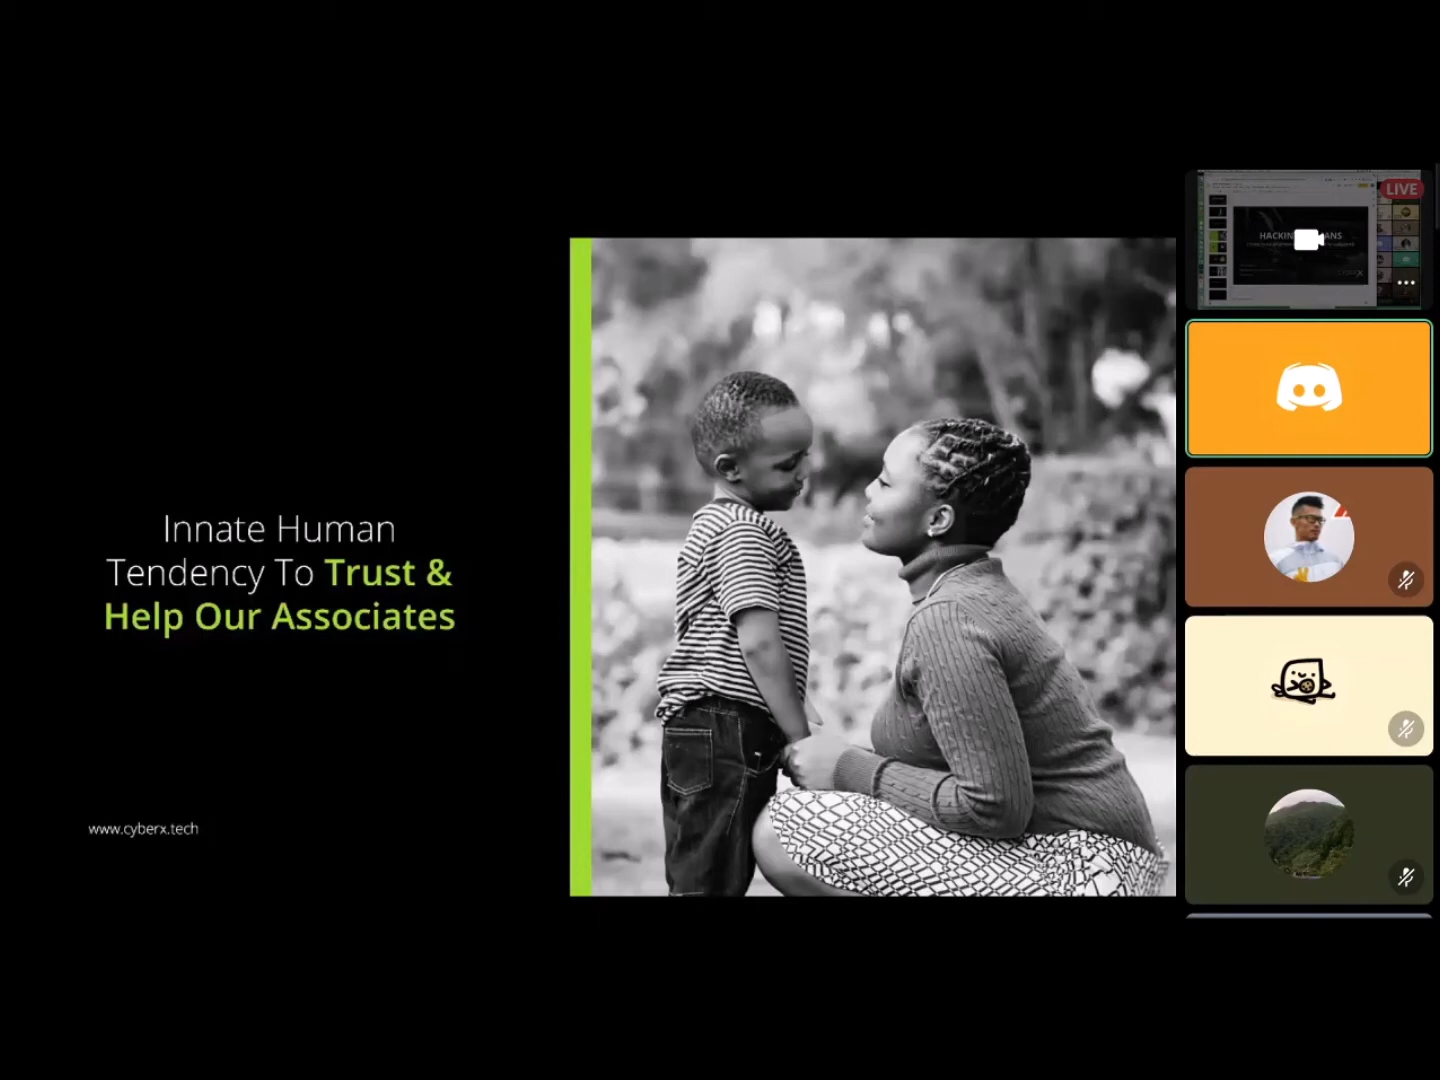 Innate Human
Tendency To Trust &
Help Our Associates
www.cyberx.tech
LIVE